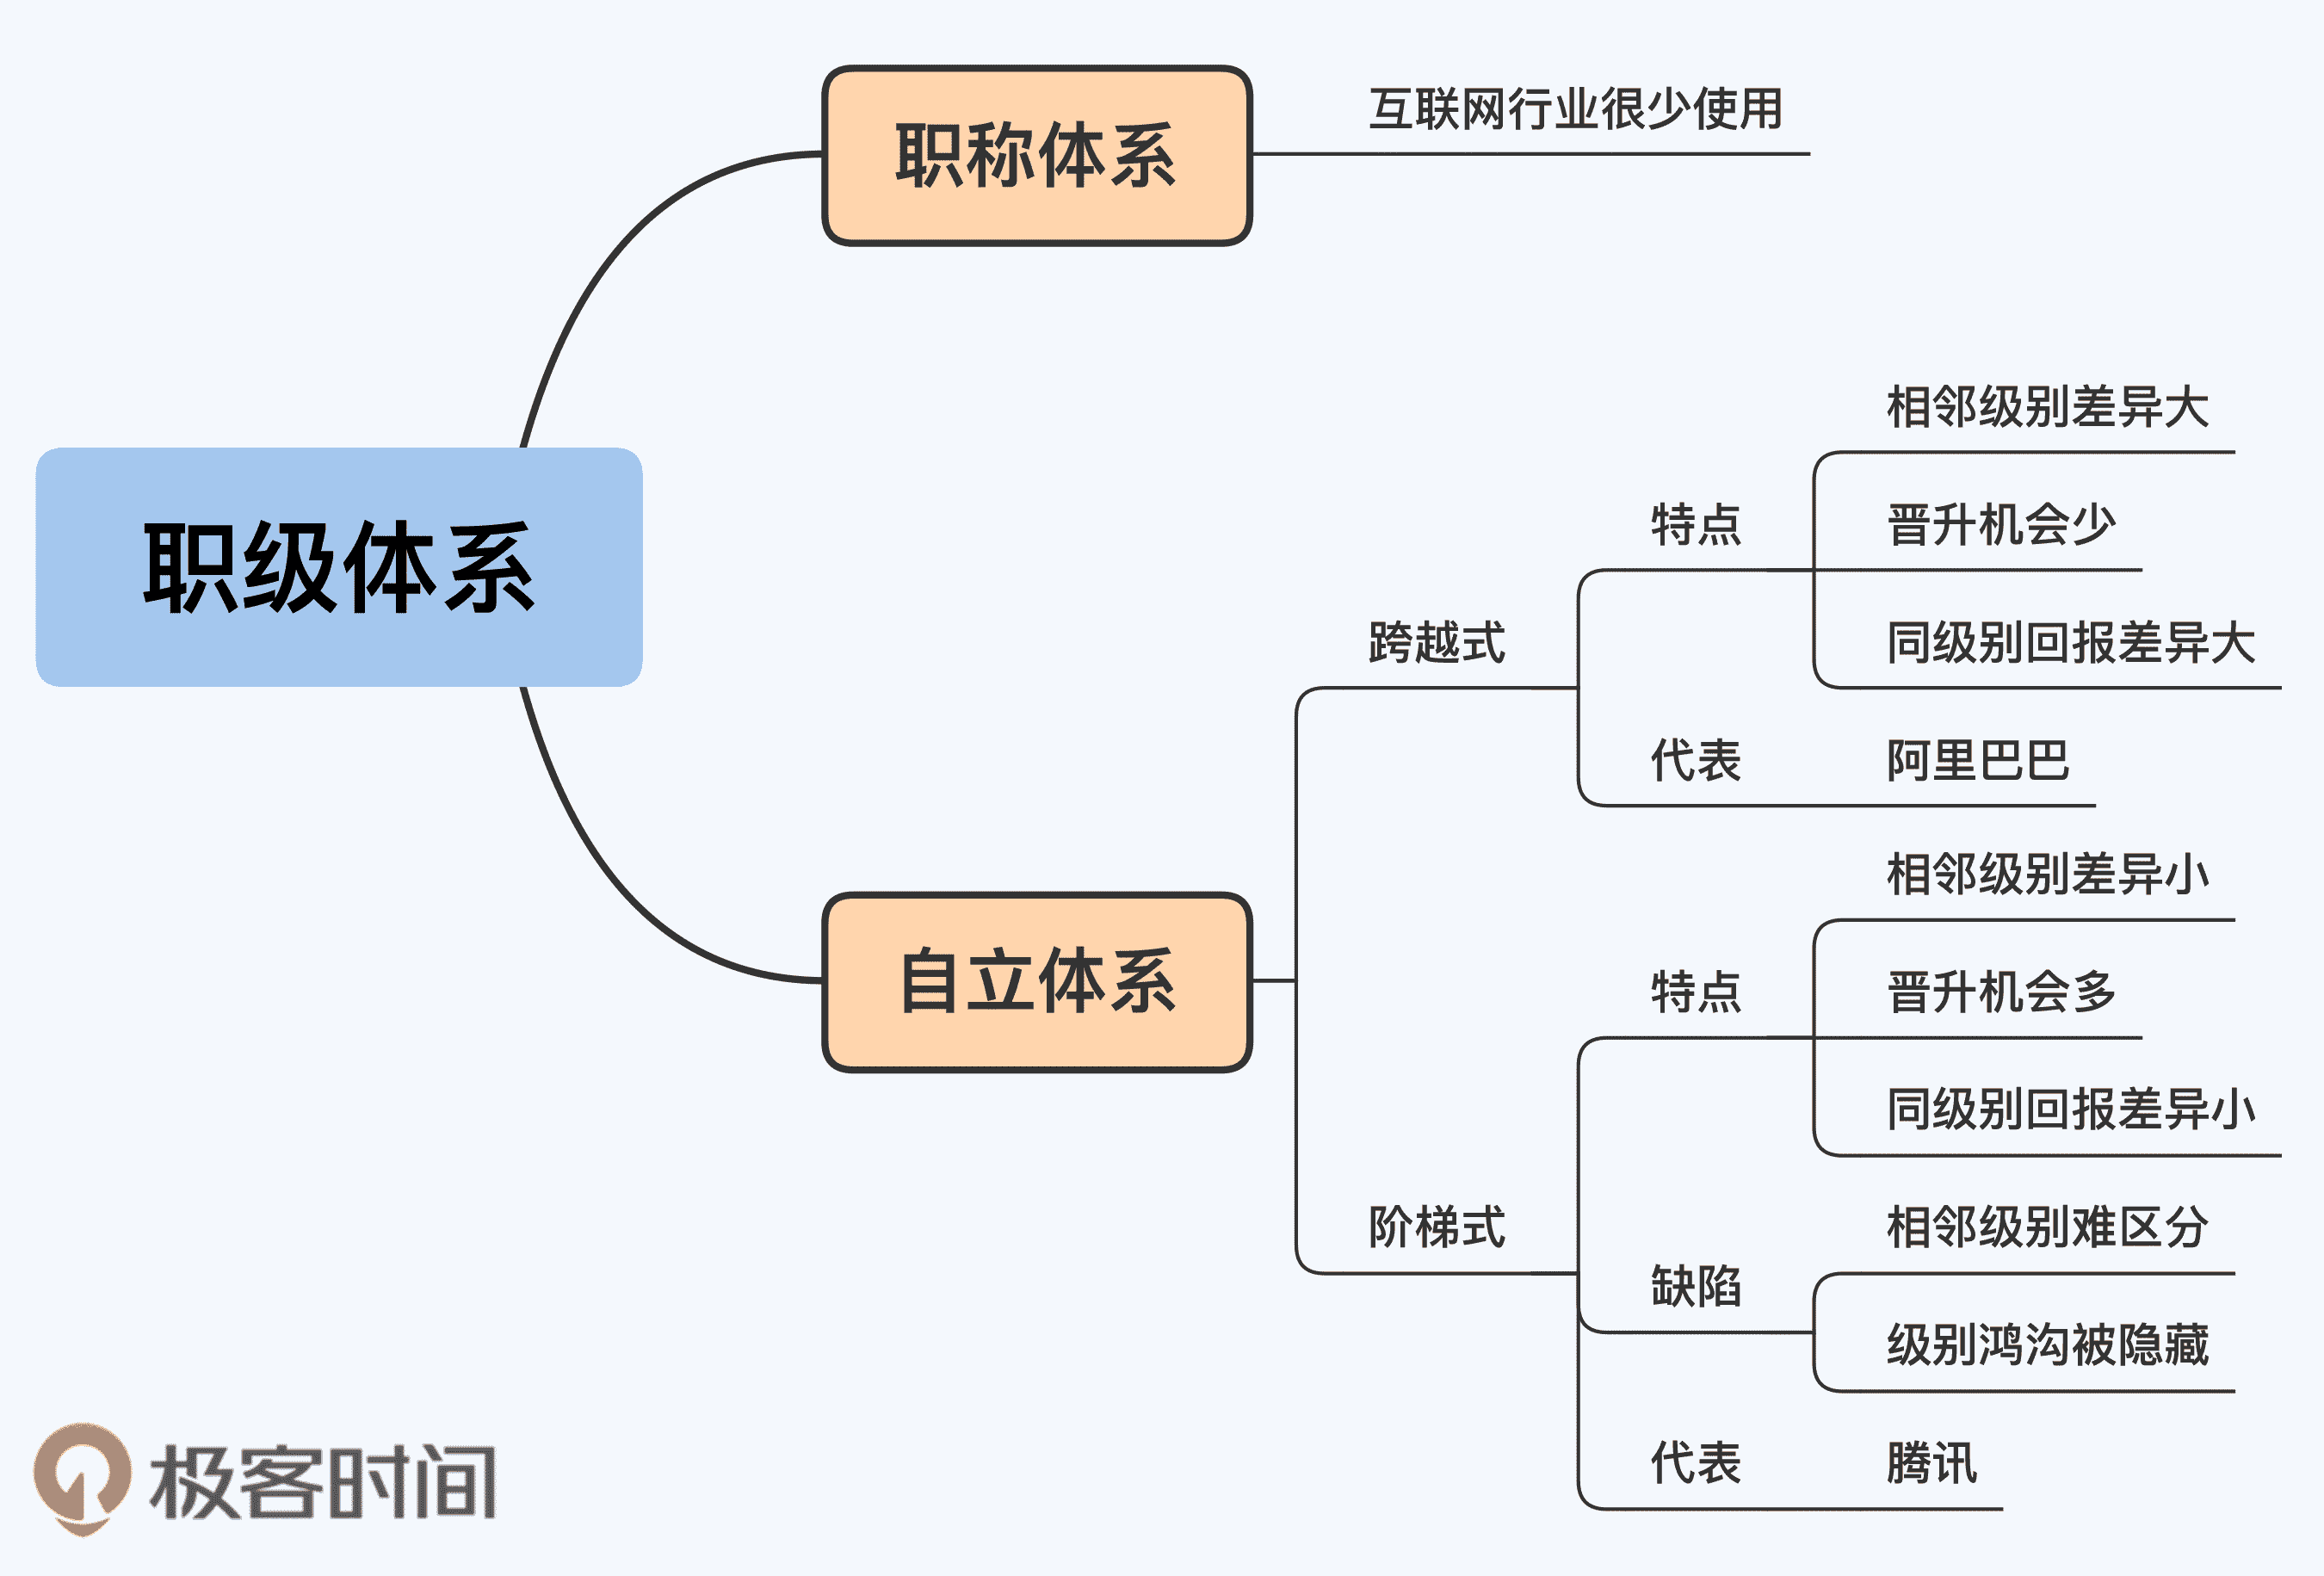 职级体系
职称体系
互联网行业很少使用
自立体系
跨越式
特点
相邻级别差异大
晋升机会少
同级别回报差异大
代表
阿里巴巴
阶梯式
特点
相邻级别差异小
晋升机会多
同级别回报差异小
缺陷
相邻级别难区分
级别鸿沟被隐藏
代表
腾讯
极客时间